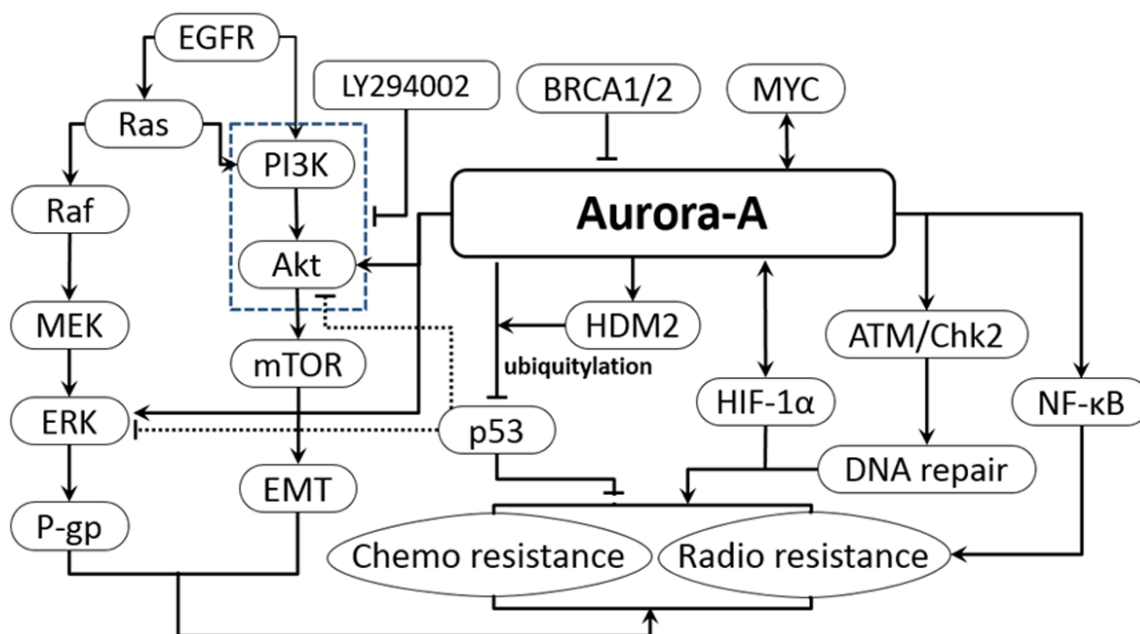 EGFR
LY294002
BRCA1/2
MYC
Ras
PI3K
Raf
Aurora-A
Akt
MEK
HDM2
ATM/Chk2
mTOR
ubiquitylation
HIF-1α
NF-κB
ERK
p53
DNA repair
EMT
P-gp
Chemo resistance
Radio resistance